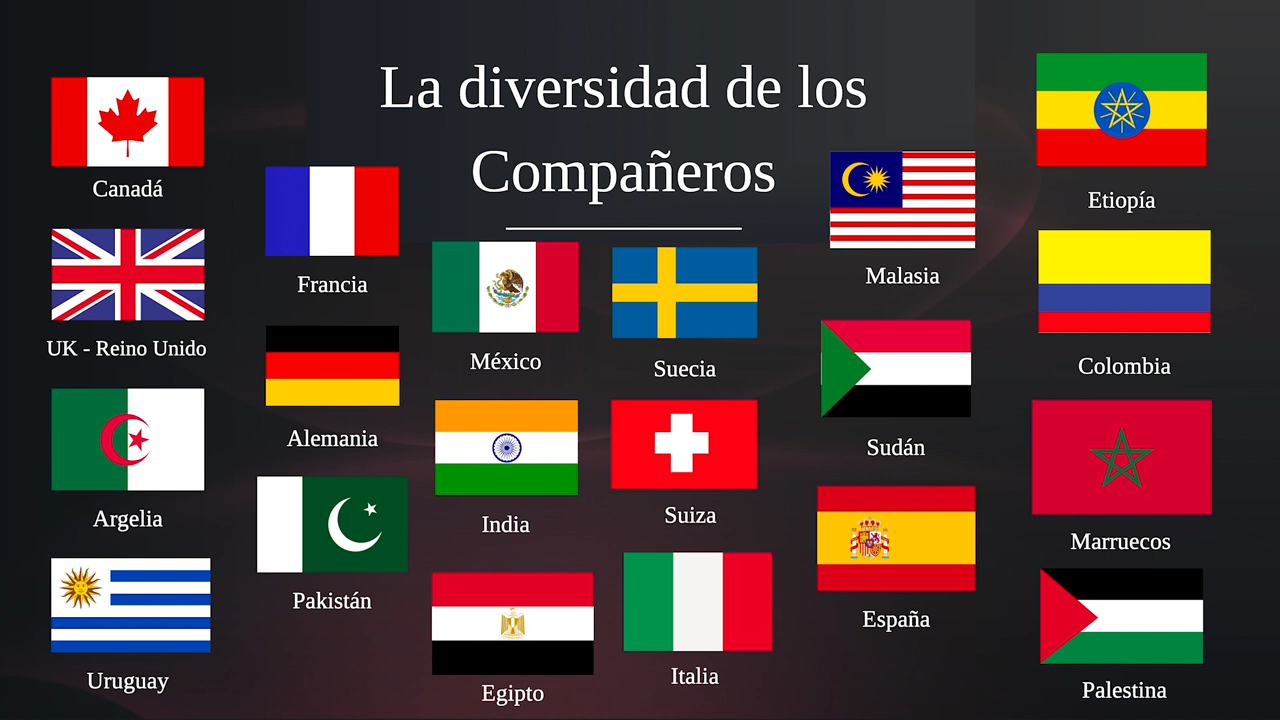 La diversidad de los
Compañeros
Canadá
UK - Reino Unido
Argelia
Uruguay
Francia
Alemania
Pakistán
México
India
Egipto
Suecia
Suiza
Italia
Malasia
Sudán
España
Etiopía
Colombia
Marruecos
Palestina